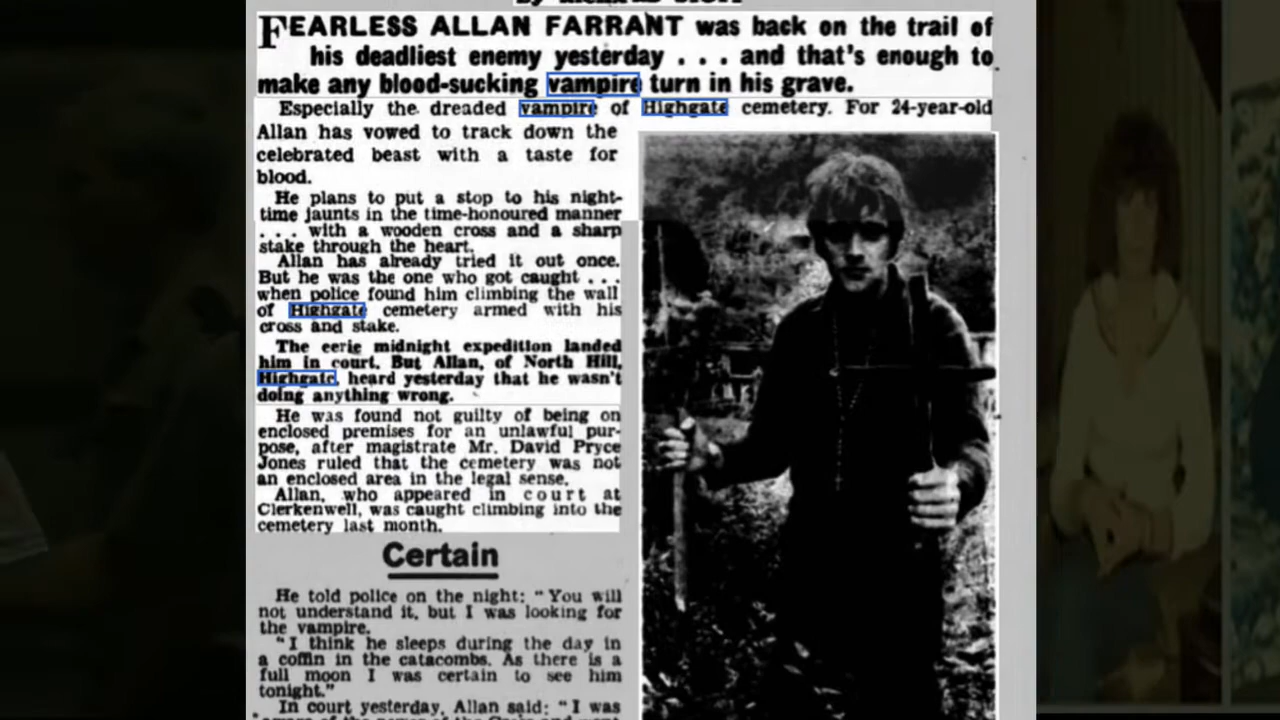 FEARLESS ALLAN FARRANT was back on the trail of
his deadliest enemy yesterday . . . and that's enough to
make any blood-sucking vampire turn in his grave.
Especially the dreaded vampire of Highgate cemetery. For 24-year-old
Allan has vowed to track down the
celebrated beast with a taste for
blood.
He plans to put a stop to his night-
time jaunts in the time-honoured manner
. . . with a wooden cross and a sharp
stake through the heart.
Allan has already tried it out once.
But he was the one who got caught . . .
when police found him climbing the wall
of Highgate cemetery armed with his
cross and stake.
The eerie midnight expedition landed
him in court. But Allan, of North Hill,
Highgate, heard yesterday that he wasn't
doing anything wrong.
He was found not guilty of being on
enclosed premises for an unlawful pur-
pose, after magistrate Mr. David Pryce
Jones ruled that the cemetery was not
an enclosed area in the legal sense.
Allan, who appeared in court at
Clerkenwell, was caught climbing into the
cemetery last month.
Certain
He told police on the night: "You will
not understand it, but I was looking for
the vampire.
"I think he sleeps during the day in
a coffin in the catacombs. As there is a
full moon I was certain to see him
tonight."
In court yesterday, Allan said: "I was